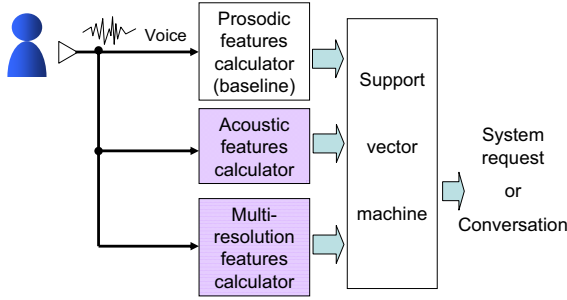 Voice
Prosodic
features
calculator
(baseline)
Acoustic
features
calculator
Multi-
resolution
features
calculator
Support
vector
machine
System
request
or
Conversation